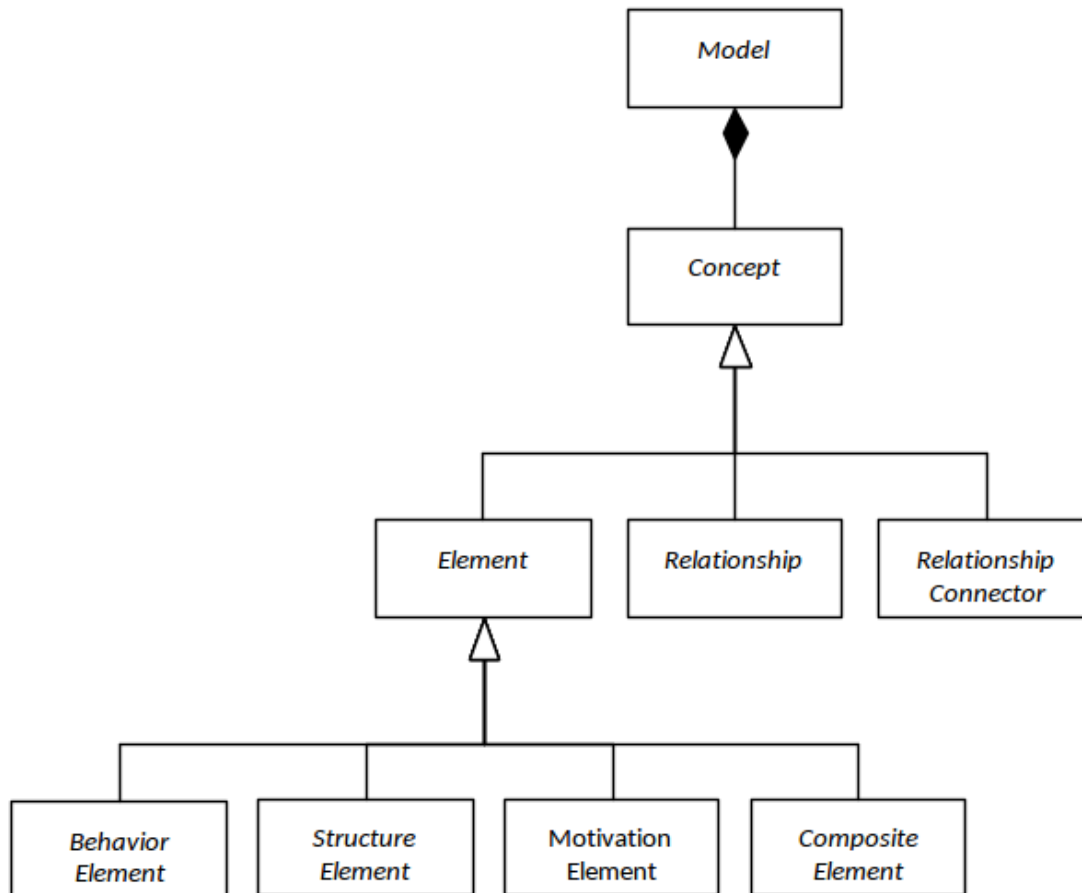 Model
Concept
Element
Relationship
Relationship
Connector
Behavior
Element
Structure
Element
Motivation
Element
Composite
Element